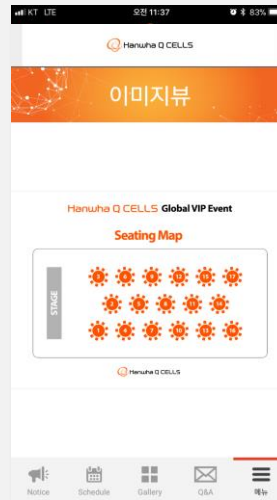 KT LTE 오전 11:37 83%
Hanwha Q CELLS
이미지뷰
Hanwha Q CELLS Global VIP Event
Seating Map
STAGE
Hanwha Q CELLS
Notice Schedule Gallery Q&A 메뉴